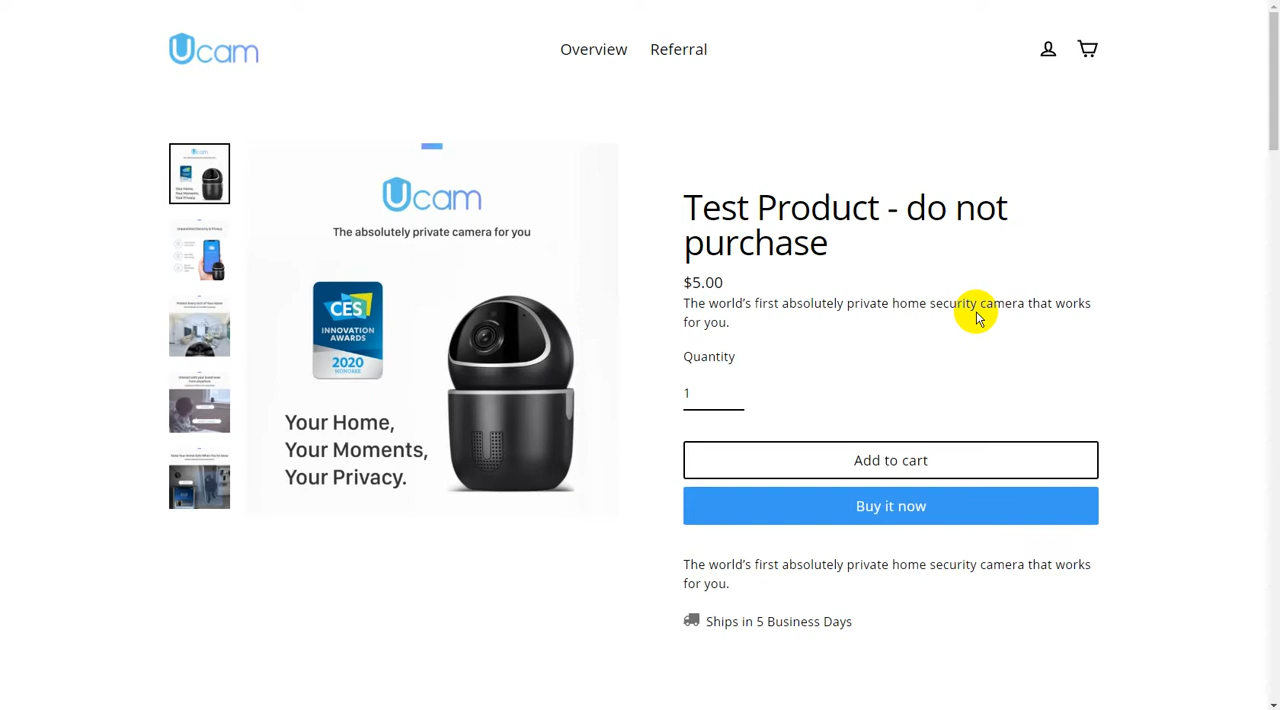 Ucam
Overview
Referral
Ucam
The absolutely private camera for you
CES
INNOVATION
AWARDS
2020
HONOREE
Your Home,
Your Moments,
Your Privacy.
Test Product - do not
purchase
$5.00
The world’s first absolutely private home security camera that works
for you.
Quantity
1
Add to cart
Buy it now
The world’s first absolutely private home security camera that works
for you.
Ships in 5 Business Days